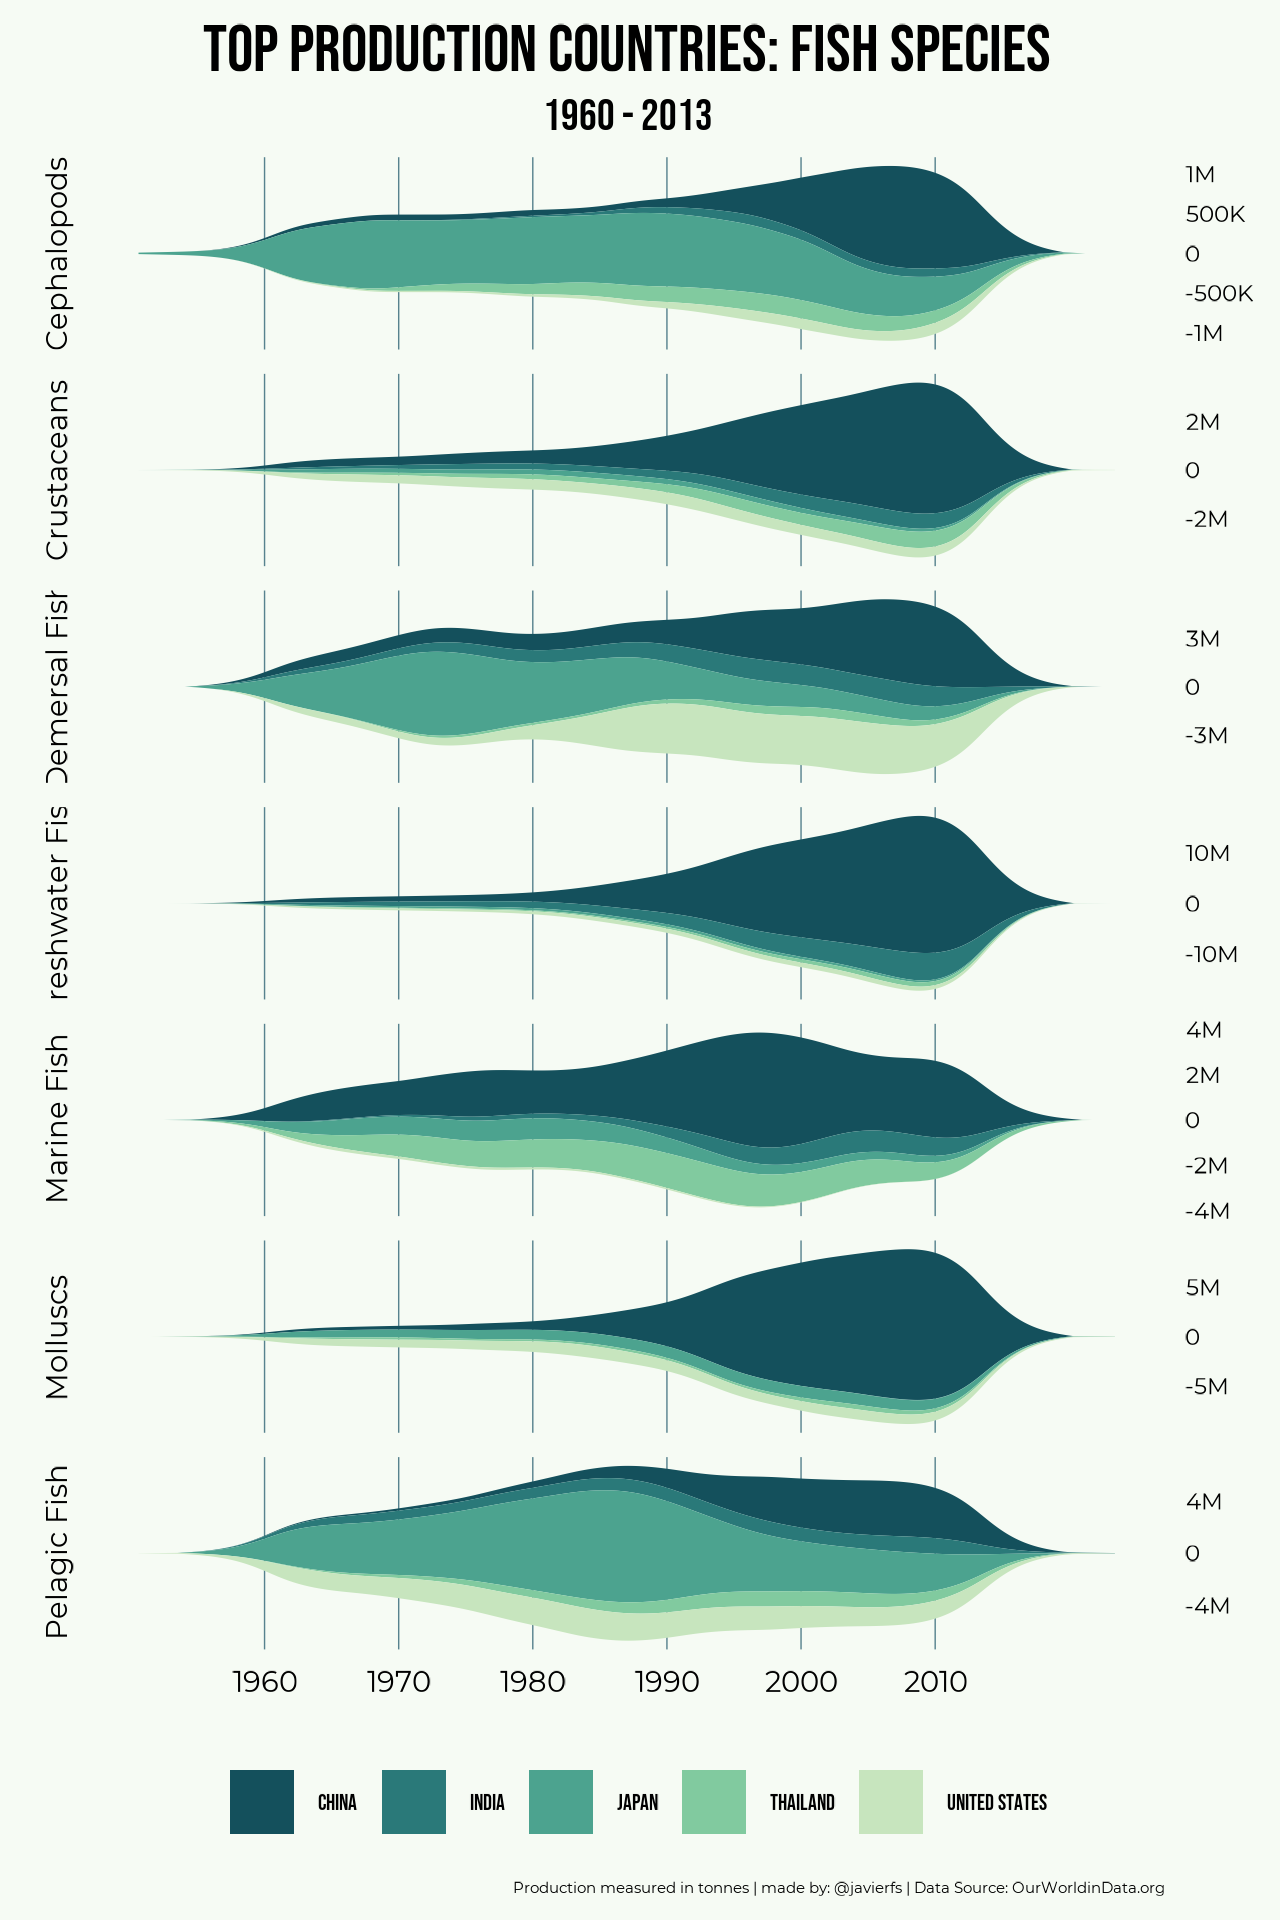 TOP PRODUCTION COUNTRIES: FISH SPECIES
1960 - 2013
Cephalopods
1M
500K
0
-500K
-1M
Crustaceans
2M
0
-2M
Demersal Fish
3M
0
-3M
reshwater Fis
10M
0
-10M
Marine Fish
4M
2M
0
-2M
-4M
Molluscs
5M
0
-5M
Pelagic Fish
4M
0
-4M
1960 1970 1980 1990 2000 2010
CHINA INDIA JAPAN THAILAND UNITED STATES
Production measured in tonnes | made by: @javierfs | Data Source: OurWorldinData.org